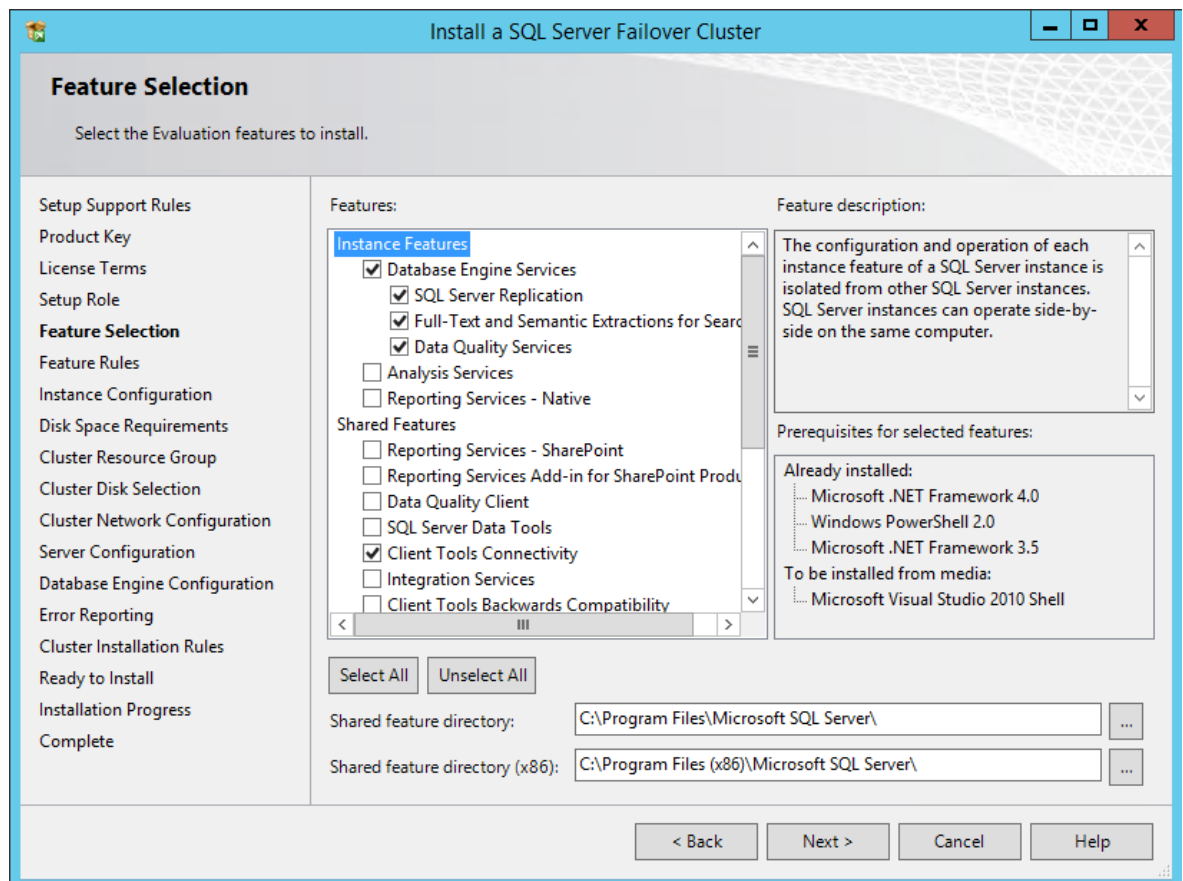 Install a SQL Server Failover Cluster
Feature Selection
Select the Evaluation features to install.
Setup Support Rules
Product Key
License Terms
Setup Role
Feature Selection
Feature Rules
Instance Configuration
Disk Space Requirements
Cluster Resource Group
Cluster Disk Selection
Cluster Network Configuration
Server Configuration
Database Engine Configuration
Error Reporting
Cluster Installation Rules
Ready to Install
Installation Progress
Complete
Features:
Instance Features
Database Engine Services
SQL Server Replication
Full-Text and Semantic Extractions for Searc
Data Quality Services
Analysis Services
Reporting Services - Native
Shared Features
Reporting Services - SharePoint
Reporting Services Add-in for SharePoint Produ
Data Quality Client
SQL Server Data Tools
Client Tools Connectivity
Integration Services
Client Tools Backwards Compatibility
Feature description:
The configuration and operation of each
instance feature of a SQL Server instance is
isolated from other SQL Server instances.
SQL Server instances can operate side-by-
side on the same computer.
Prerequisites for selected features:
Already installed:
Microsoft .NET Framework 4.0
Windows PowerShell 2.0
Microsoft .NET Framework 3.5
To be installed from media:
Microsoft Visual Studio 2010 Shell
Select All
Unselect All
Shared feature directory:
C:\Program Files\Microsoft SQL Server\
...
Shared feature directory (x86):
C:\Program Files (x86)\Microsoft SQL Server\
...
< Back
Next >
Cancel
Help